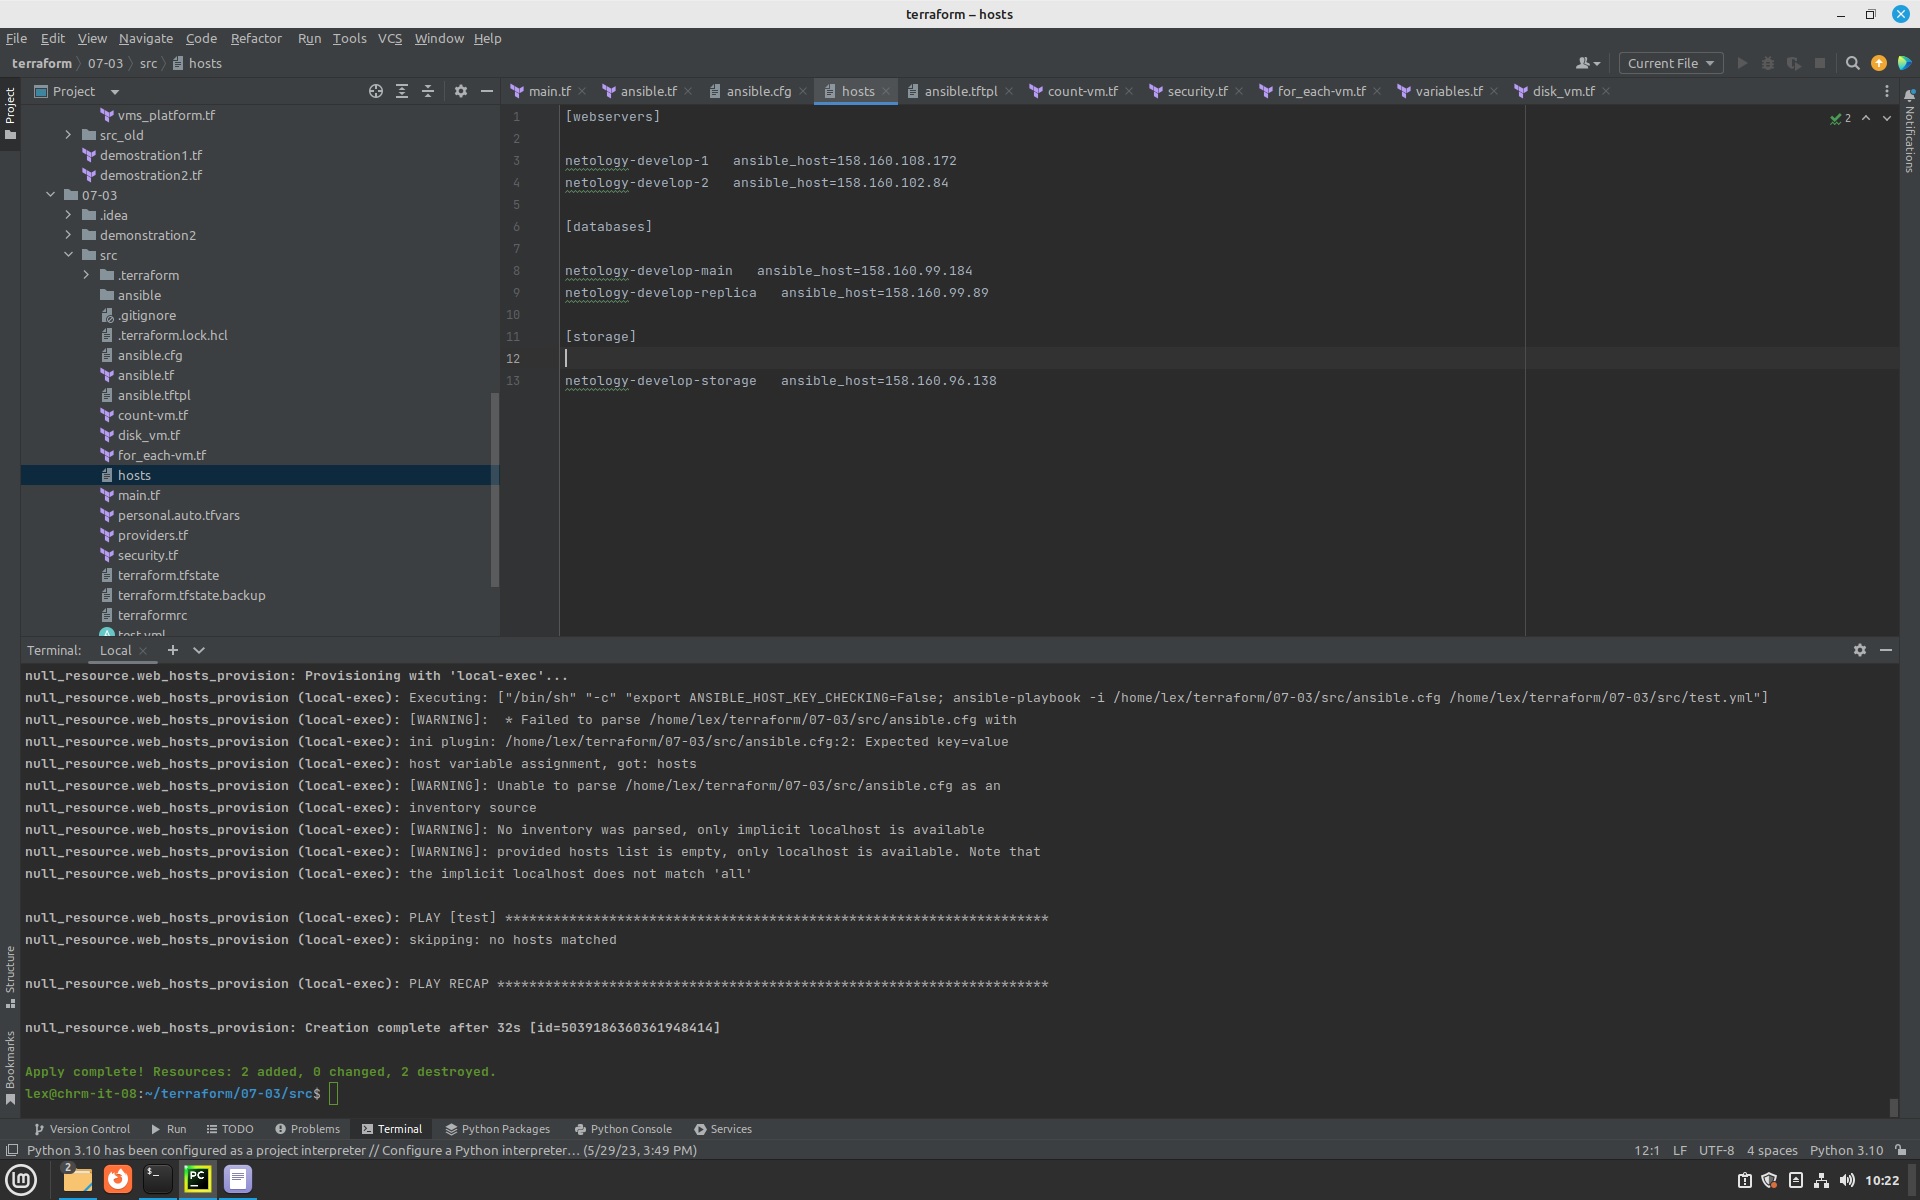 terraform – hosts
File Edit View Navigate Code Refactor Run Tools VCS Window Help
terraform 07-03 src hosts
Current File
Project
main.tf ansible.tf ansible.cfg hosts ansible.tftpl count-vm.tf security.tf for_each-vm.tf variables.tf disk_vm.tf
Project
Notifications
vms_platform.tf
src_old
demostration1.tf
demostration2.tf
07-03
.idea
demonstration2
src
.terraform
ansible
.gitignore
.terraform.lock.hcl
ansible.cfg
ansible.tf
ansible.tftpl
count-vm.tf
disk_vm.tf
for_each-vm.tf
hosts
main.tf
personal.auto.tfvars
providers.tf
security.tf
terraform.tfstate
terraform.tfstate.backup
terraformrc
test.yml
2
1 [webservers]
2
3 netology-develop-1 ansible_host=158.160.108.172
4 netology-develop-2 ansible_host=158.160.102.84
5
6 [databases]
7
8 netology-develop-main ansible_host=158.160.99.184
9 netology-develop-replica ansible_host=158.160.99.89
10
11 [storage]
12
13 netology-develop-storage ansible_host=158.160.96.138
Terminal: Local
null_resource.web_hosts_provision: Provisioning with 'local-exec'...
null_resource.web_hosts_provision (local-exec): Executing: ["/bin/sh" "-c" "export ANSIBLE_HOST_KEY_CHECKING=False; ansible-playbook -i /home/lex/terraform/07-03/src/ansible.cfg /home/lex/terraform/07-03/src/test.yml"]
null_resource.web_hosts_provision (local-exec): [WARNING]:  * Failed to parse /home/lex/terraform/07-03/src/ansible.cfg with
null_resource.web_hosts_provision (local-exec): ini plugin: /home/lex/terraform/07-03/src/ansible.cfg:2: Expected key=value
null_resource.web_hosts_provision (local-exec): host variable assignment, got: hosts
null_resource.web_hosts_provision (local-exec): [WARNING]: Unable to parse /home/lex/terraform/07-03/src/ansible.cfg as an
null_resource.web_hosts_provision (local-exec): inventory source
null_resource.web_hosts_provision (local-exec): [WARNING]: No inventory was parsed, only implicit localhost is available
null_resource.web_hosts_provision (local-exec): [WARNING]: provided hosts list is empty, only localhost is available. Note that
null_resource.web_hosts_provision (local-exec): the implicit localhost does not match 'all'
null_resource.web_hosts_provision (local-exec): PLAY [test] ********************************************************************
null_resource.web_hosts_provision (local-exec): skipping: no hosts matched
null_resource.web_hosts_provision (local-exec): PLAY RECAP *********************************************************************
null_resource.web_hosts_provision: Creation complete after 32s [id=5039186360361948414]
Apply complete! Resources: 2 added, 0 changed, 2 destroyed.
lex@chrm-it-08:~/terraform/07-03/src$
Structure
Bookmarks
Version Control Run TODO Problems Terminal Python Packages Python Console Services
Python 3.10 has been configured as a project interpreter // Configure a Python interpreter... (5/29/23, 3:49 PM)
12:1 LF UTF-8 4 spaces Python 3.10
2
PC
10:22